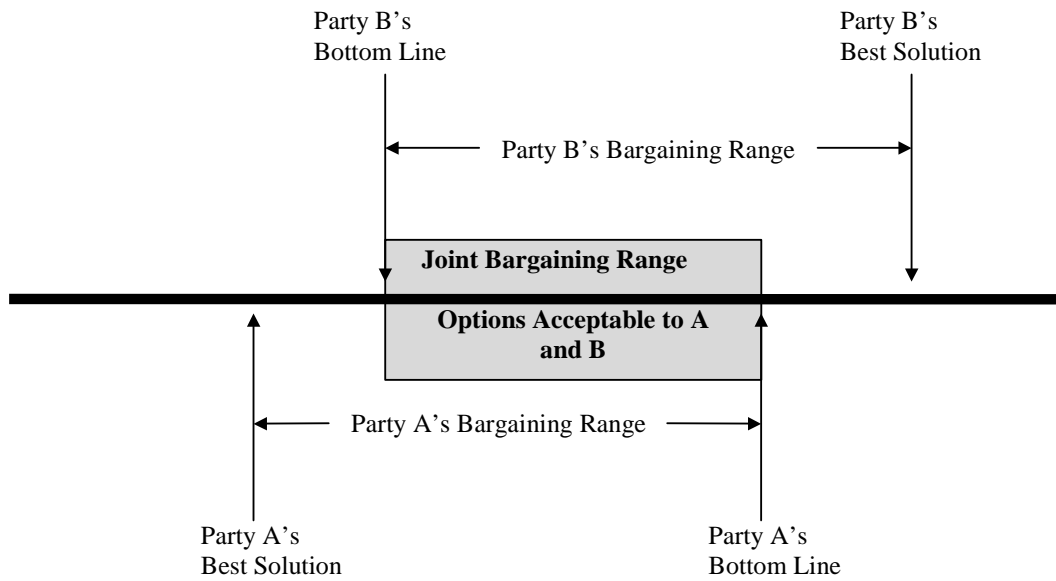 Party B’s
Bottom Line
Party B’s
Best Solution
Party B’s Bargaining Range
Joint Bargaining Range
Options Acceptable to A
and B
Party A’s Bargaining Range
Party A’s
Best Solution
Party A’s
Bottom Line